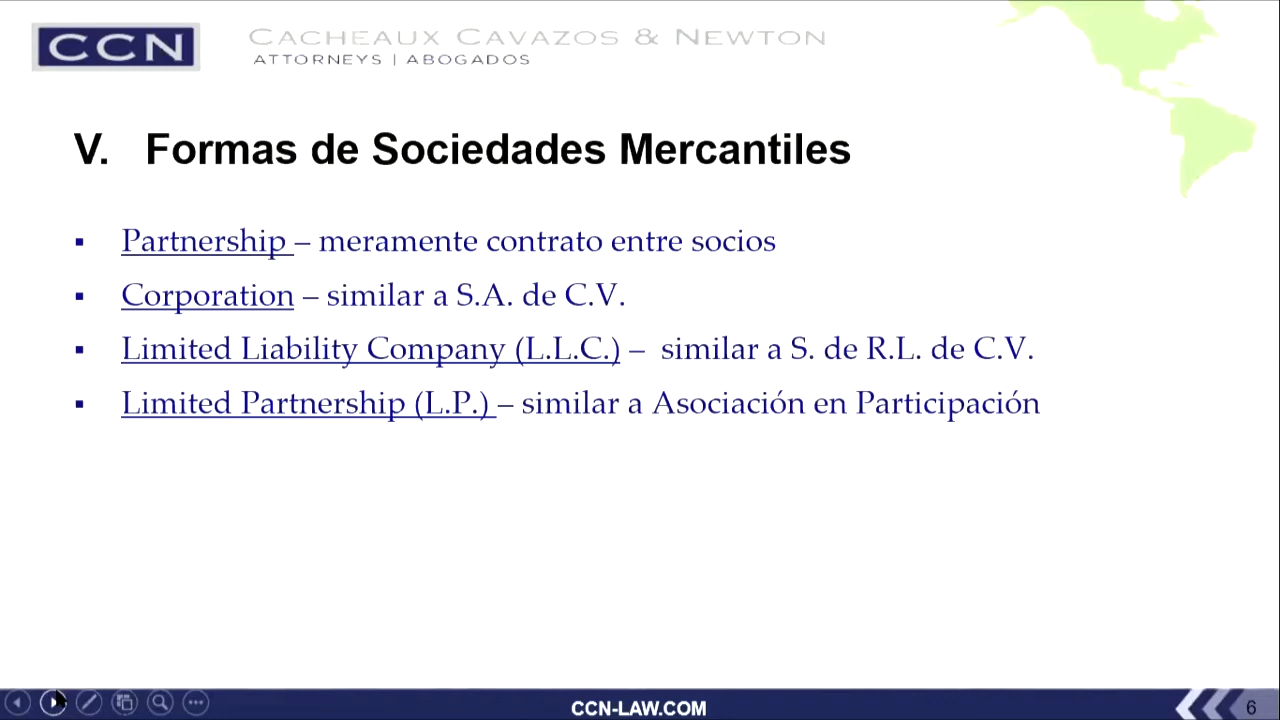 CCN
CACHEAUX CAVAZOS & NEWTON
ATTORNEYS | ABOGADOS
V. Formas de Sociedades Mercantiles
▪ Partnership – meramente contrato entre socios
▪ Corporation – similar a S.A. de C.V.
▪ Limited Liability Company (L.L.C.) – similar a S. de R.L. de C.V.
▪ Limited Partnership (L.P.) – similar a Asociación en Participación
CCN-LAW.COM
6